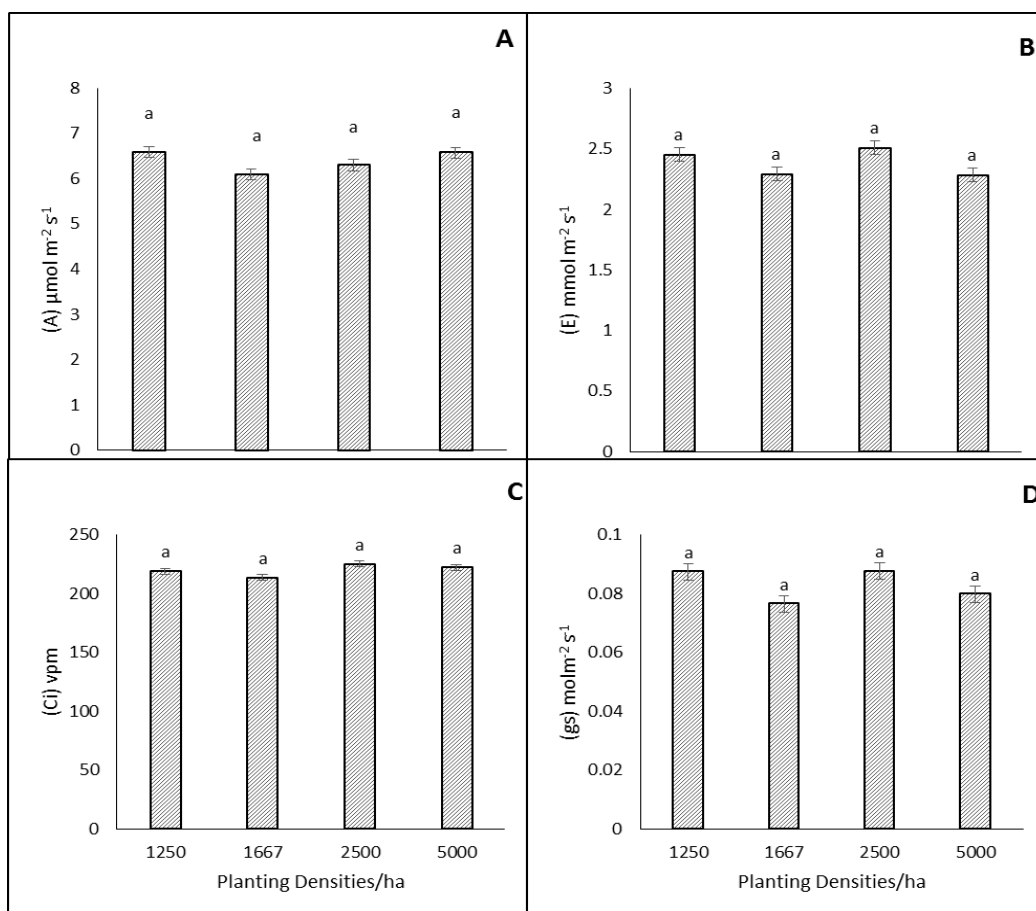 A
8
7
6
5
4
3
2
1
0
(A) µmol m⁻² s⁻¹
a a a a
B
3
2.5
2
1.5
1
0.5
0
(E) mmol m⁻² s⁻¹
a a a a
C
250
200
150
100
50
0
(Ci) vpm
a a a a
1250 1667 2500 5000
Planting Densities/ha
D
0.1
0.08
0.06
0.04
0.02
0
(gs) molm⁻² s⁻¹
a a a a
1250 1667 2500 5000
Planting Densities/ha